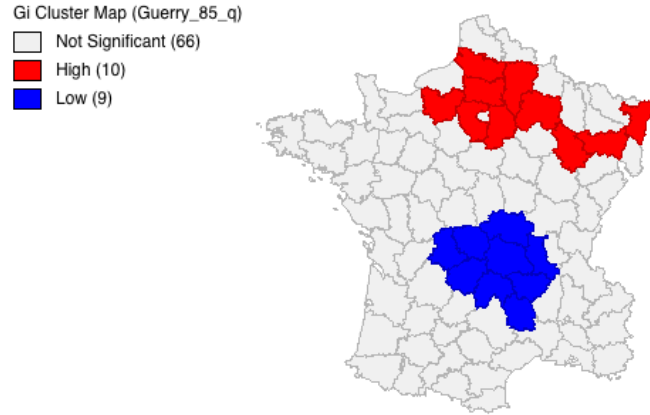 Gi Cluster Map (Guerry_85_q)
Not Significant (66)
High (10)
Low (9)